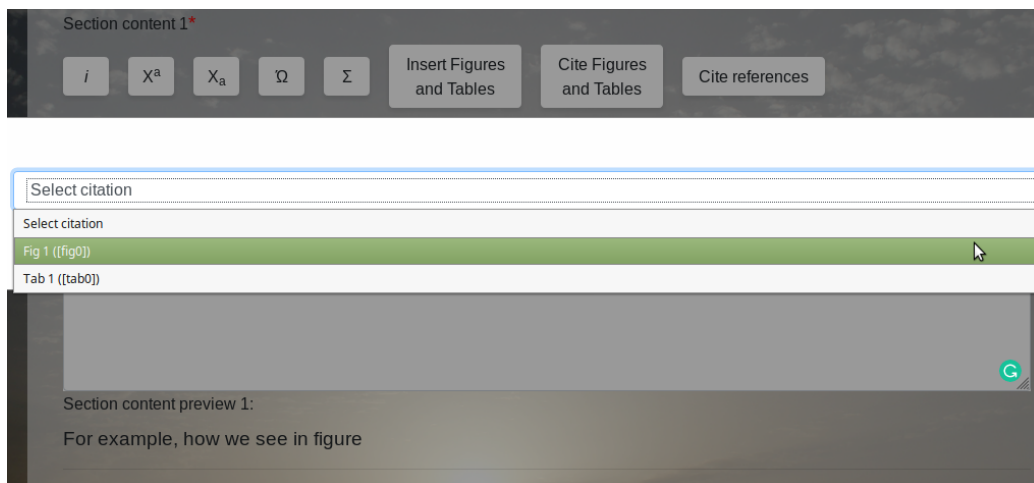 Section content 1*
i Xa Xa Ώ Σ Insert Figures and Tables Cite Figures and Tables Cite references
Select citation
Select citation
Fig 1 ([fig0])
Tab 1 ([tab0])
G
Section content preview 1:
For example, how we see in figure